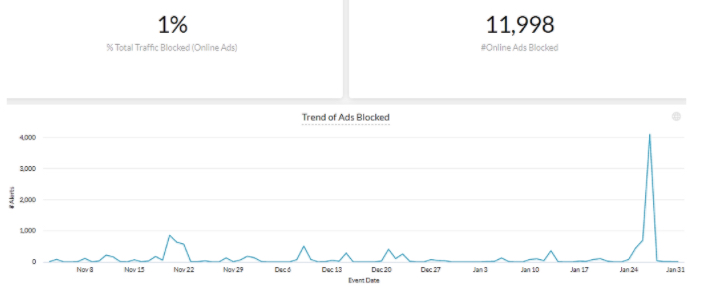 1%
% Total Traffic Blocked (Online Ads)
11,998
#Online Ads Blocked
Trend of Ads Blocked
4,000
3,000
2,000
1,000
0
# Alerts
Nov 8 Nov 15 Nov 22 Nov 29 Dec 6 Dec 13 Dec 20 Dec 27 Jan 3 Jan 10 Jan 17 Jan 24 Jan 31
Event Date